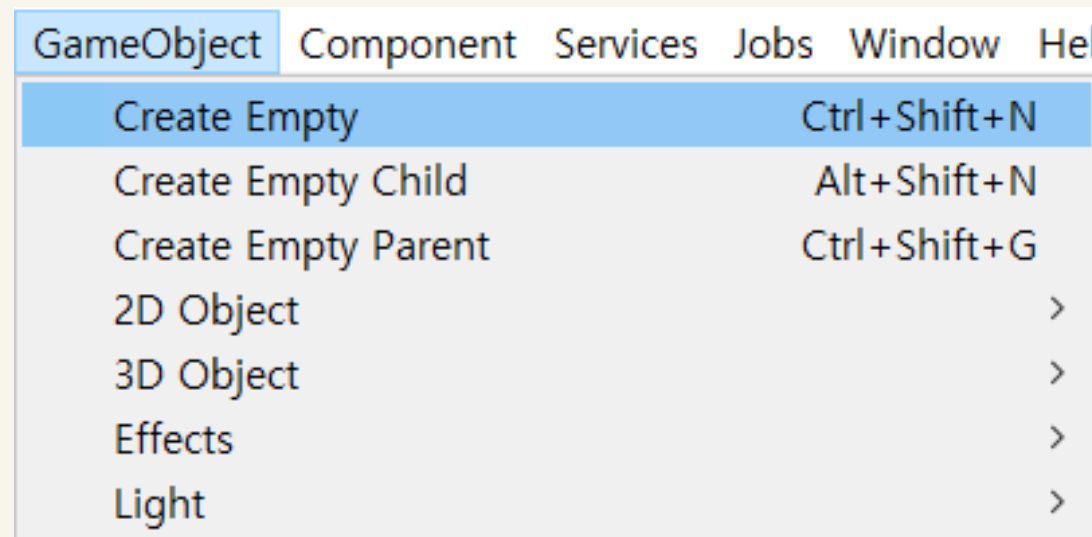 GameObject Component Services Jobs Window Hel
Create Empty Ctrl+Shift+N
Create Empty Child Alt+Shift+N
Create Empty Parent Ctrl+Shift+G
2D Object >
3D Object >
Effects >
Light >